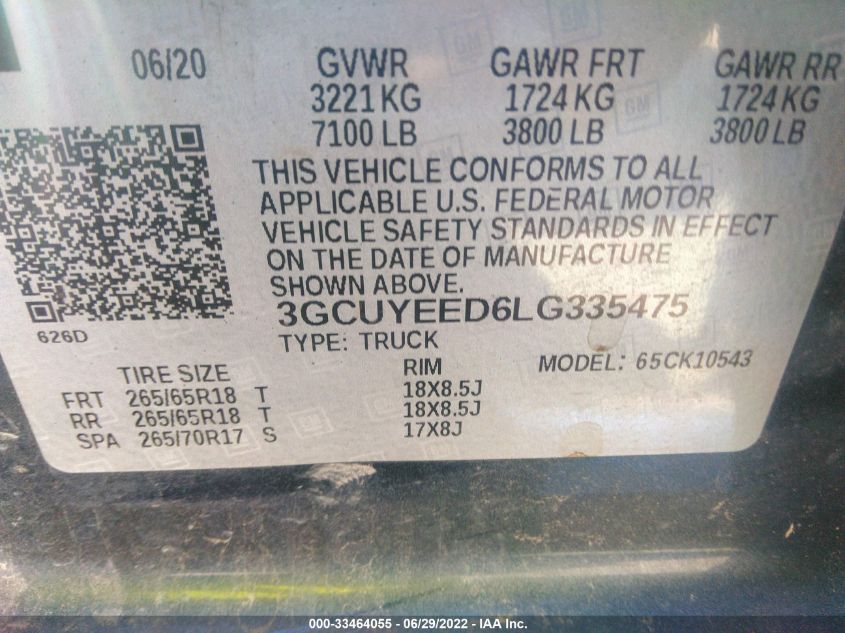 06/20 GVWR GAWR FRT GAWR RR
3221 KG 1724 KG 1724 KG
7100 LB 3800 LB 3800 LB
THIS VEHICLE CONFORMS TO ALL
APPLICABLE U.S. FEDERAL MOTOR
VEHICLE SAFETY STANDARDS IN EFFECT
ON THE DATE OF MANUFACTURE
SHOWN ABOVE.
3GCUYEED6LG335475
626D
TYPE: TRUCK
TIRE SIZE RIM MODEL: 65CK10543
FRT 265/65R18 T 18X8.5J
RR 265/65R18 T 18X8.5J
SPA 265/70R17 S 17X8J
GM
000-33464055 - 06/29/2022 - IAA Inc.